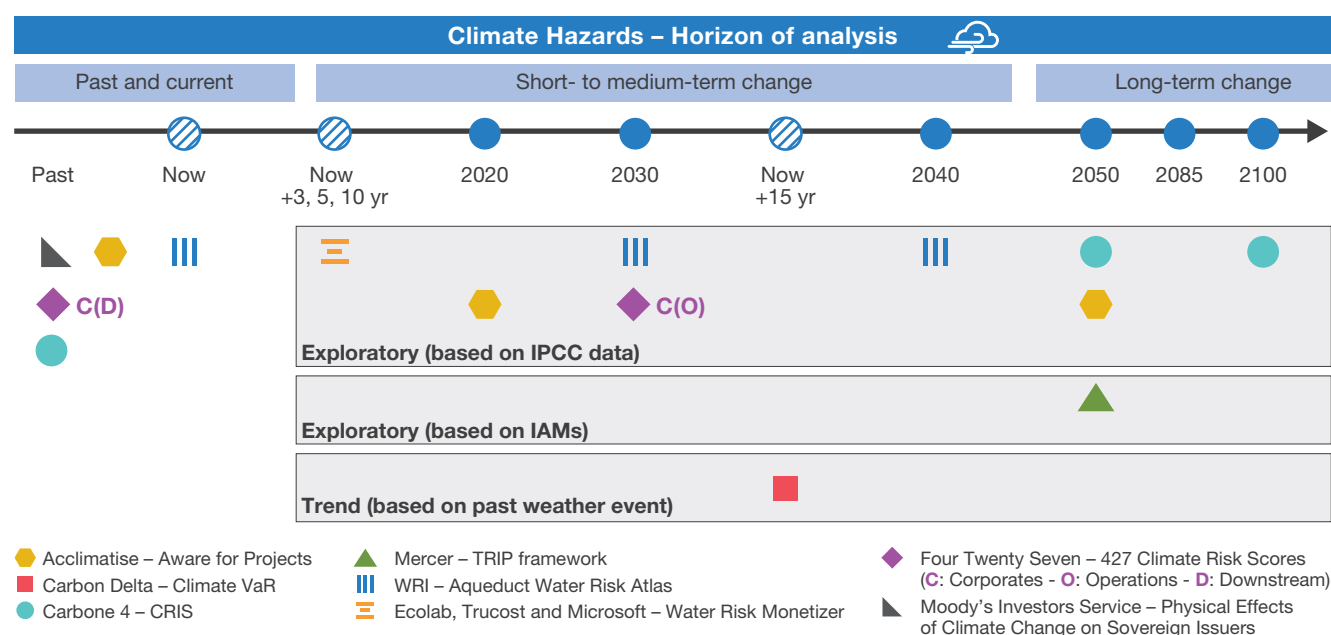 Climate Hazards – Horizon of analysis
Past and current
Short- to medium-term change
Long-term change
Past
Now
Now
+3, 5, 10 yr
2020
2030
Now
+15 yr
2040
2050
2085
2100
C(D)
C(O)
Exploratory (based on IPCC data)
Exploratory (based on IAMs)
Trend (based on past weather event)
Acclimatise – Aware for Projects
Carbon Delta – Climate VaR
Carbone 4 – CRIS
Mercer – TRIP framework
WRI – Aqueduct Water Risk Atlas
Ecolab, Trucost and Microsoft – Water Risk Monetizer
Four Twenty Seven – 427 Climate Risk Scores
(C: Corporates - O: Operations - D: Downstream)
Moody’s Investors Service – Physical Effects
of Climate Change on Sovereign Issuers